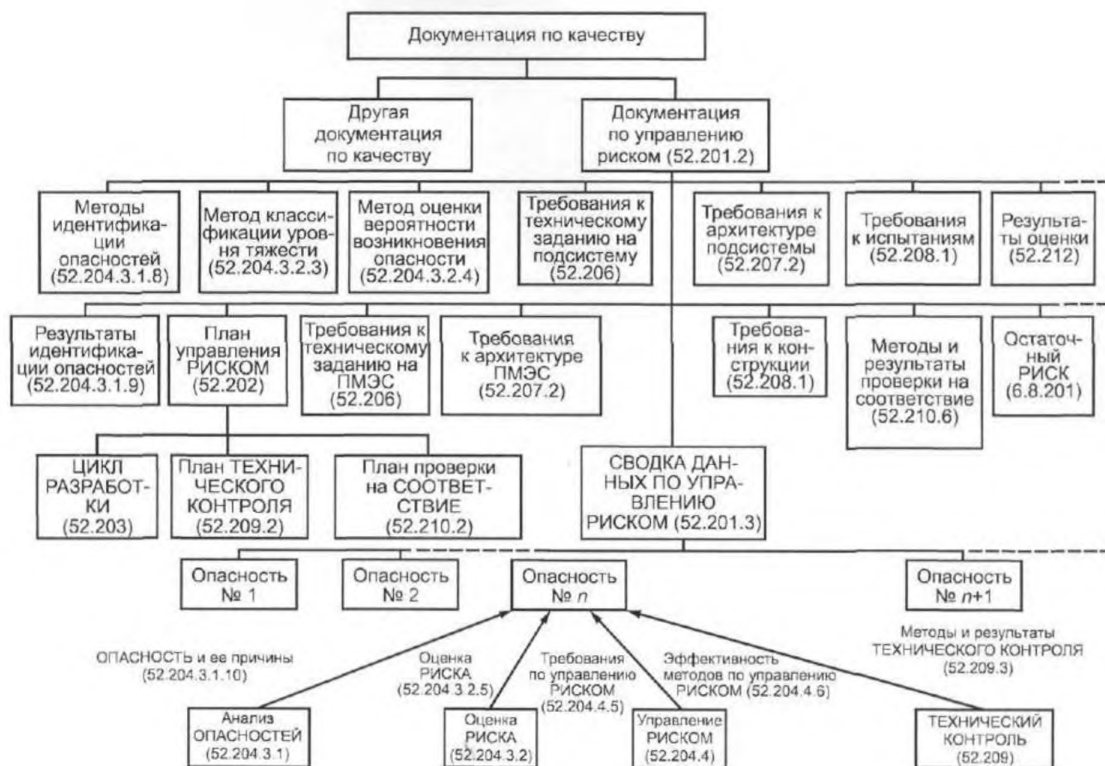 Документация по качеству
Другая
документация
по качеству
Документация
по управлению
риском (52.201.2)
Методы
идентифика-
ции
опасностей
(52.204.3.1.8)
Метод класси-
фикации уров-
ня тяжести
(52.204.3.2.3)
Метод оценки
вероятности
возникновения
опасности
(52.204.3.2.4)
Требования к
техническому
заданию на
подсистему
(52.206)
Требования к
архитектуре
подсистемы
(52.207.2)
Требования
к испытаниям
(52.208.1)
Результа-
ты оценки
(52.212)
Результаты
идентифика-
ции опасностей
(52.204.3.1.9)
План
управления
РИСКОМ
(52.202)
Требования к
техническому
заданию на
ПМЭС
(52.206)
Требования
к архитектуре
ПМЭС
(52.207.2)
Требова-
ния к кон-
струкции
(52.208.1)
Методы и
результаты
проверки на
соответствие
(52.210.6)
Остаточ-
ный
РИСК
(6.8.201)
ЦИКЛ
РАЗРАБОТ-
КИ
(52.203)
План ТЕХНИ-
ЧЕСКОГО
КОНТРОЛЯ
(52.209.2)
План проверки
на СООТВЕТ-
СТВИЕ
(52.210.2)
СВОДКА ДАН-
НЫХ ПО УПРА-
ВЛЕНИЮ
РИСКОМ (52.201.3)
Опасность
№ 1
Опасность
№ 2
Опасность
№ n
Опасность
№ n+1
ОПАСНОСТЬ и ее причины
(52.204.3.1.10)
Оценка
РИСКА
(52.204.3 2.5)
Требования
по управлению
РИСКОМ
(52.204.4.5)
Эффективность
методов по управлению
РИСКОМ (52.204.4.6)
Методы и результаты
ТЕХНИЧЕСКОГО КОНТРОЛЯ
(52.209.3)
Анализ
ОПАСНОСТЕЙ
(52.204.3.1)
Оценка
РИСКА
(52.204.3.2)
Управление
РИСКОМ
(52.204.4)
ТЕХНИЧЕСКИЙ
КОНТРОЛЬ
(52.209)